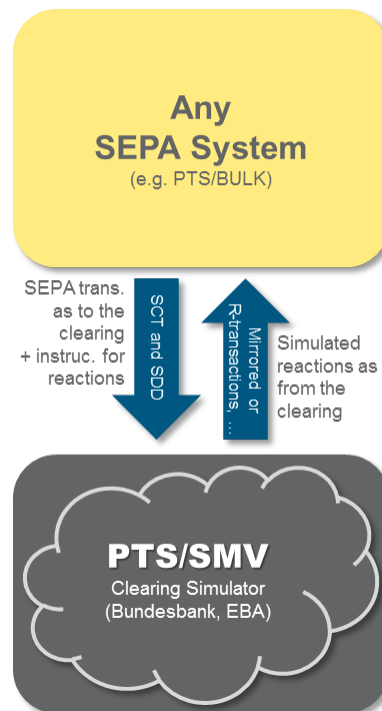 Any
SEPA System
(e.g. PTS/BULK)
SEPA trans.
as to the
clearing
+ instruc. for
reactions
SCT and SDD
Mirrored or
R-transactions, ...
Simulated
reactions as
from the
clearing
PTS/SMV
Clearing Simulator
(Bundesbank, EBA)